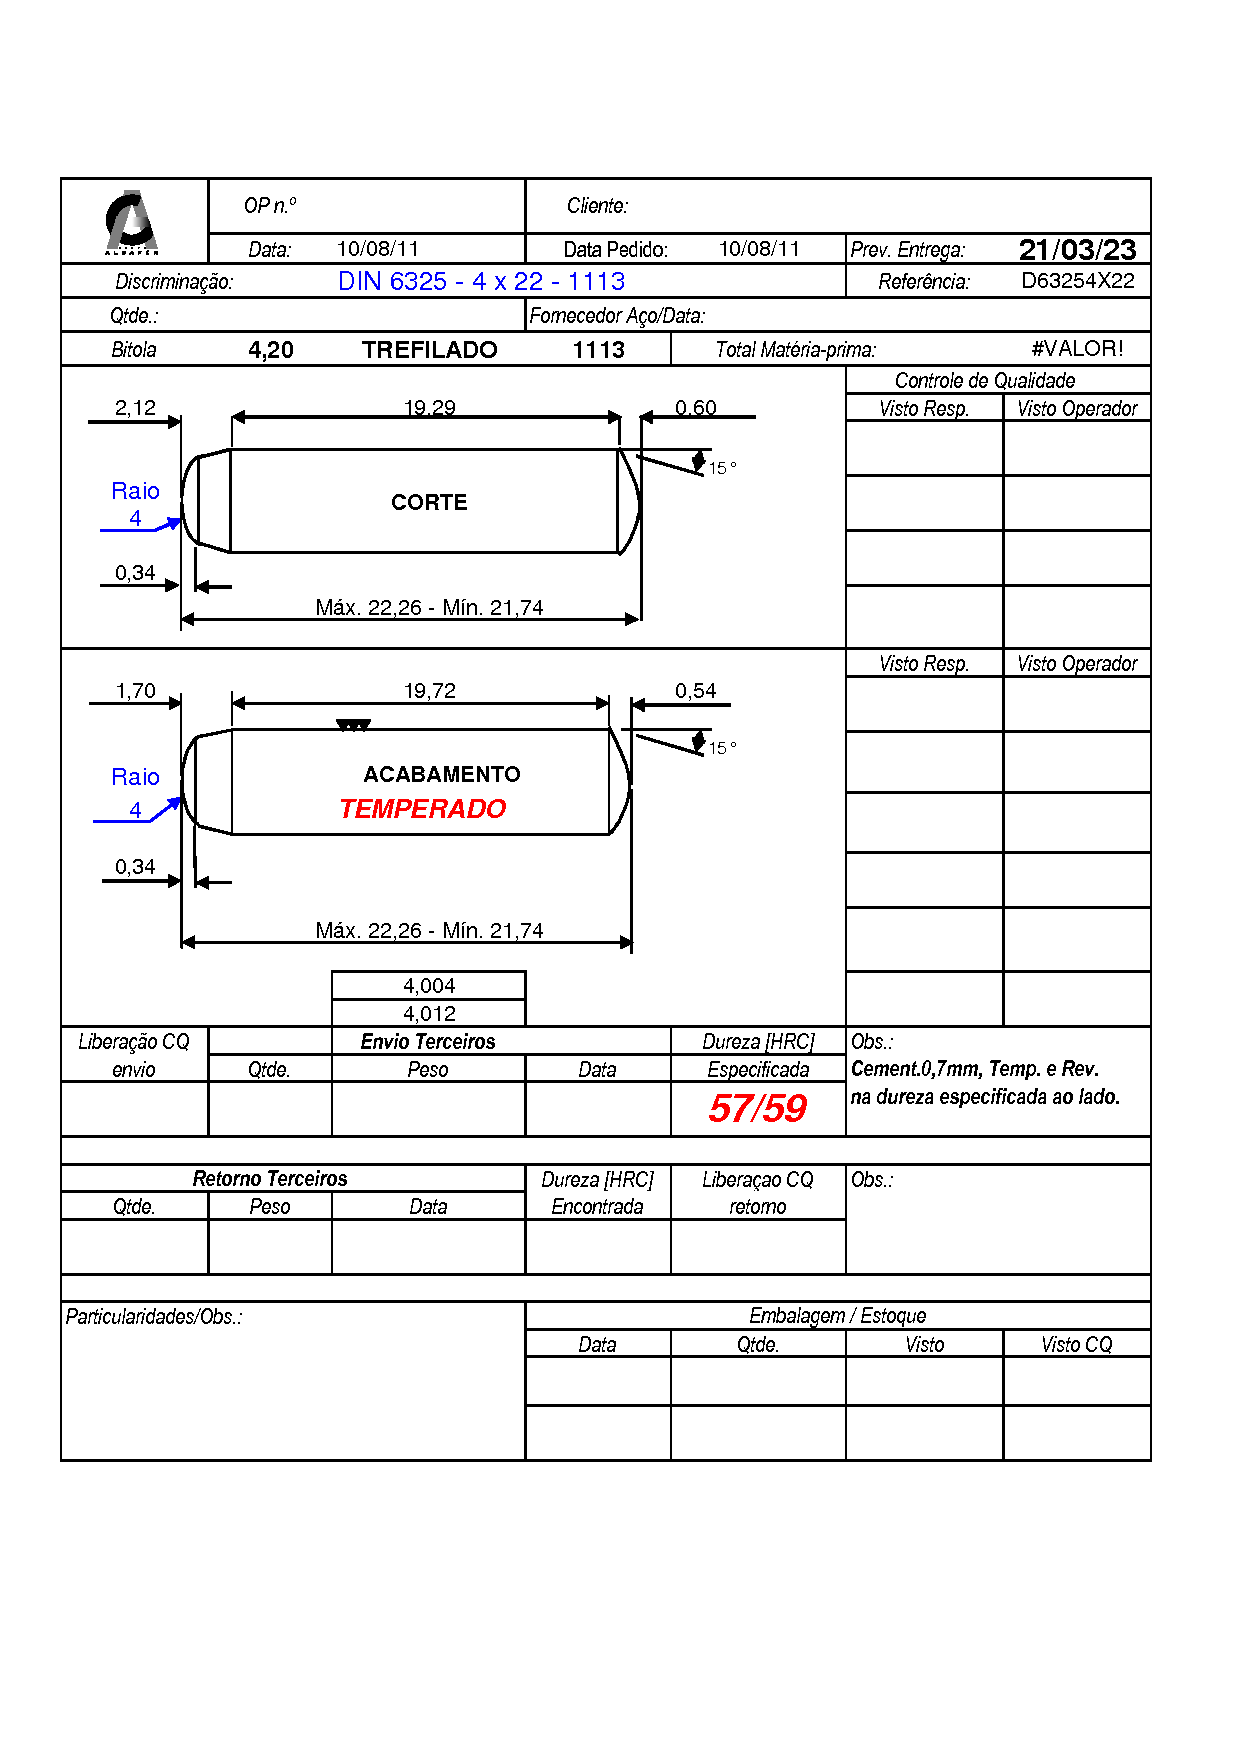 ALBAFER
OP n.º Cliente:
Data: 10/08/11 Data Pedido: 10/08/11 Prev. Entrega: 21/03/23
Discriminação: DIN 6325 - 4 x 22 - 1113 Referência: D63254X22
Qtde.: Fornecedor Aço/Data:
Bitola 4,20 TREFILADO 1113 Total Matéria-prima: #VALOR!
Controle de Qualidade
2,12 19,29 0,60 Visto Resp. Visto Operador
15°
Raio
4
CORTE
0,34
Máx. 22,26 - Mín. 21,74
Visto Resp. Visto Operador
1,70 19,72 0,54
15°
Raio
4
ACABAMENTO
TEMPERADO
0,34
Máx. 22,26 - Mín. 21,74
4,004
4,012
Liberação CQ Envio Terceiros Dureza [HRC] Obs.:
envio Qtde. Peso Data Especificada Cement.0,7mm, Temp. e Rev.
57/59 na dureza especificada ao lado.
Retorno Terceiros Dureza [HRC] Liberaçao CQ Obs.:
Qtde. Peso Data Encontrada retorno
Particularidades/Obs.: Embalagem / Estoque
Data Qtde. Visto Visto CQ